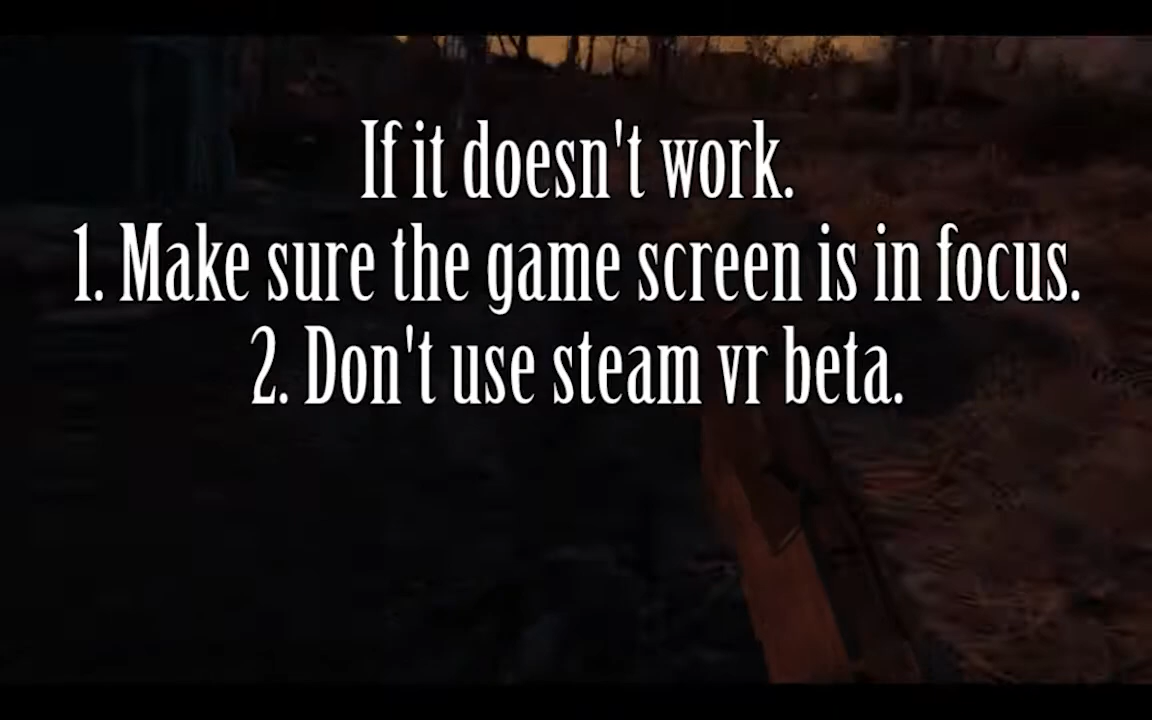 If it doesn't work.
1. Make sure the game screen is in focus.
2. Don't use steam vr beta.